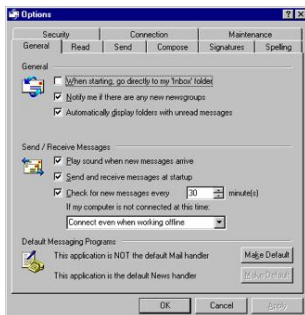 Options
Security Connection Maintenance
General Read Send Compose Signatures Spelling
General
When starting, go directly to my 'Inbox' folder
Notify me if there are any new newsgroups
Automatically display folders with unread messages
Send / Receive Messages
Play sound when new messages arrive
Send and receive messages at startup
Check for new messages every 30 minute(s)
If my computer is not connected at this time:
Connect even when working offline
Default Messaging Programs
This application is NOT the default Mail handler Make Default
This application is the default News handler Make Default
OK Cancel Apply